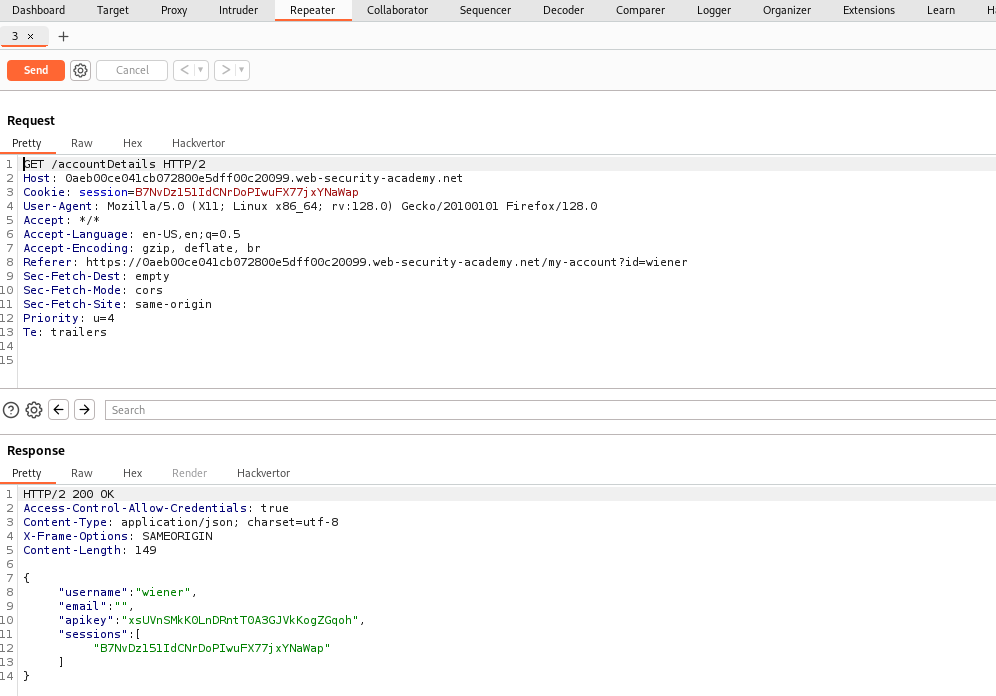 Dashboard Target Proxy Intruder Repeater Collaborator Sequencer Decoder Comparer Logger Organizer Extensions Learn
3 × +
Send Cancel < ▾ > ▾
Request
Pretty Raw Hex Hackvertor
1 GET /accountDetails HTTP/2
2 Host: 0aeb00ce041cb072800e5dff00c20099.web-security-academy.net
3 Cookie: session=B7NvDz151IdCNrDoPIwuFX77jxYNaWap
4 User-Agent: Mozilla/5.0 (X11; Linux x86_64; rv:128.0) Gecko/20100101 Firefox/128.0
5 Accept: */*
6 Accept-Language: en-US,en;q=0.5
7 Accept-Encoding: gzip, deflate, br
8 Referer: https://0aeb00ce041cb072800e5dff00c20099.web-security-academy.net/my-account?id=wiener
9 Sec-Fetch-Dest: empty
10 Sec-Fetch-Mode: cors
11 Sec-Fetch-Site: same-origin
12 Priority: u=4
13 Te: trailers
14
15
? Search
Response
Pretty Raw Hex Render Hackvertor
1 HTTP/2 200 OK
2 Access-Control-Allow-Credentials: true
3 Content-Type: application/json; charset=utf-8
4 X-Frame-Options: SAMEORIGIN
5 Content-Length: 149
6
7 {
8 "username":"wiener",
9 "email":"",
10 "apikey":"xsUVnSMkK0LnDRntT0A3GJVkKogZGqoh",
11 "sessions":[
12 "B7NvDz151IdCNrDoPIwuFX77jxYNaWap"
13 ]
14 }